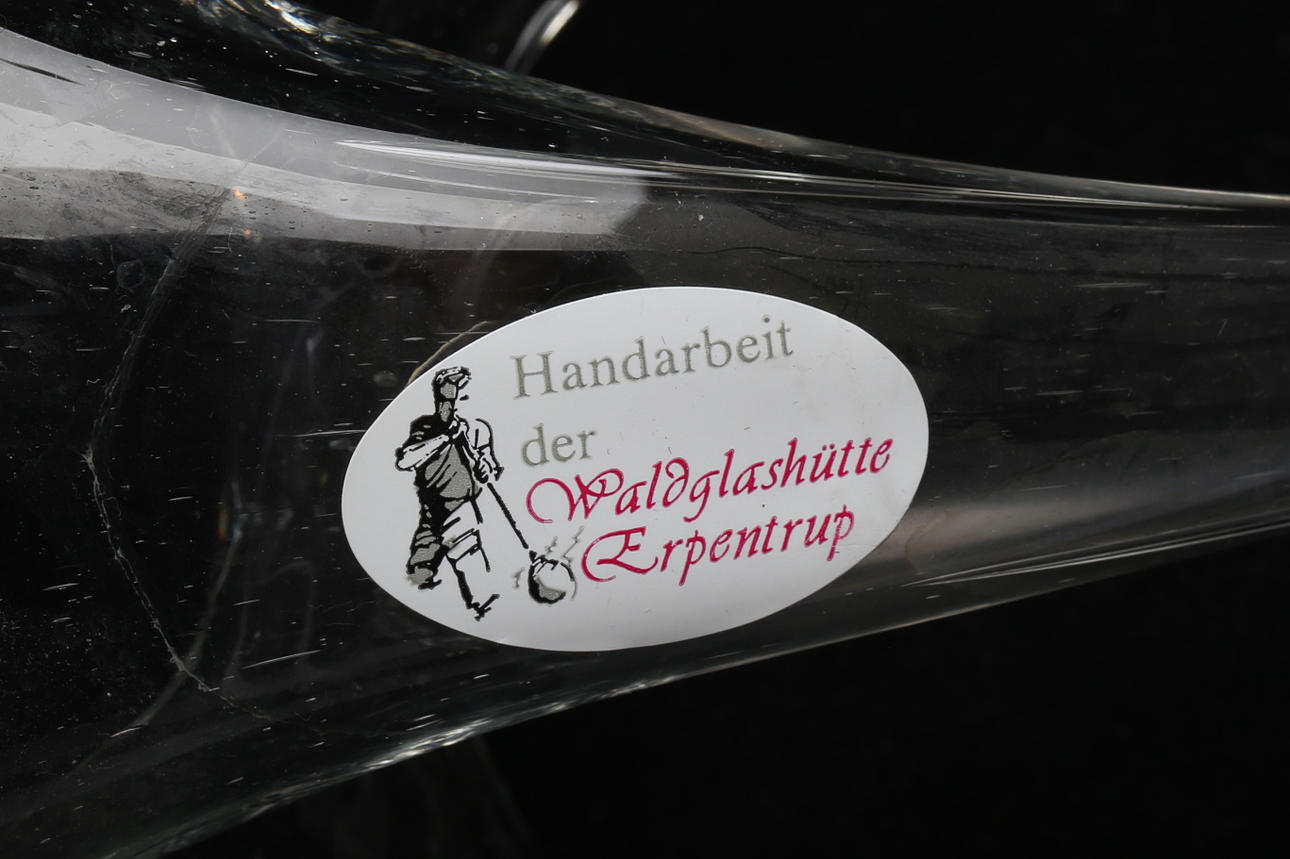 Handarbeit
der
Waldglashütte
Erpentrup